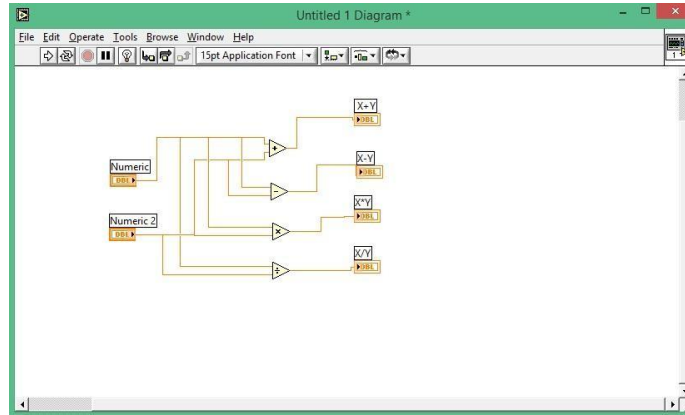 Untitled 1 Diagram *
File Edit Operate Tools Browse Window Help
15pt Application Font
1
X+Y
DBL
X-Y
DBL
Numeric
DBL
X*Y
DBL
Numeric 2
DBL
X/Y
DBL